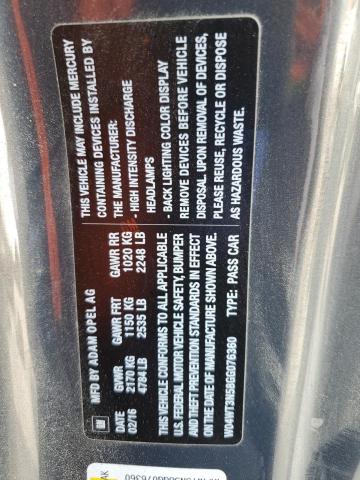 MFD BY ADAM OPEL AG
DATE GVWR GAWR FRT GAWR RR
02/16 2170 KG 1150 KG 1020 KG
4784 LB 2535 LB 2248 LB
THIS VEHICLE CONFORMS TO ALL APPLICABLE
U.S. FEDERAL MOTOR VEHICLE SAFETY, BUMPER
AND THEFT PREVENTION STANDARDS IN EFFECT
ON THE DATE OF MANUFACTURE SHOWN ABOVE.
W04WT3N5BGG076360 TYPE: PASS CAR
THIS VEHICLE MAY INCLUDE MERCURY
CONTAINING DEVICES INSTALLED BY
THE MANUFACTURER:
- HIGH INTENSITY DISCHARGE
HEADLAMPS
- BACK LIGHTING COLOR DISPLAY
REMOVE DEVICES BEFORE VEHICLE
DISPOSAL. UPON REMOVAL OF DEVICES,
PLEASE REUSE, RECYCLE OR DISPOSE
AS HAZARDOUS WASTE.
GM